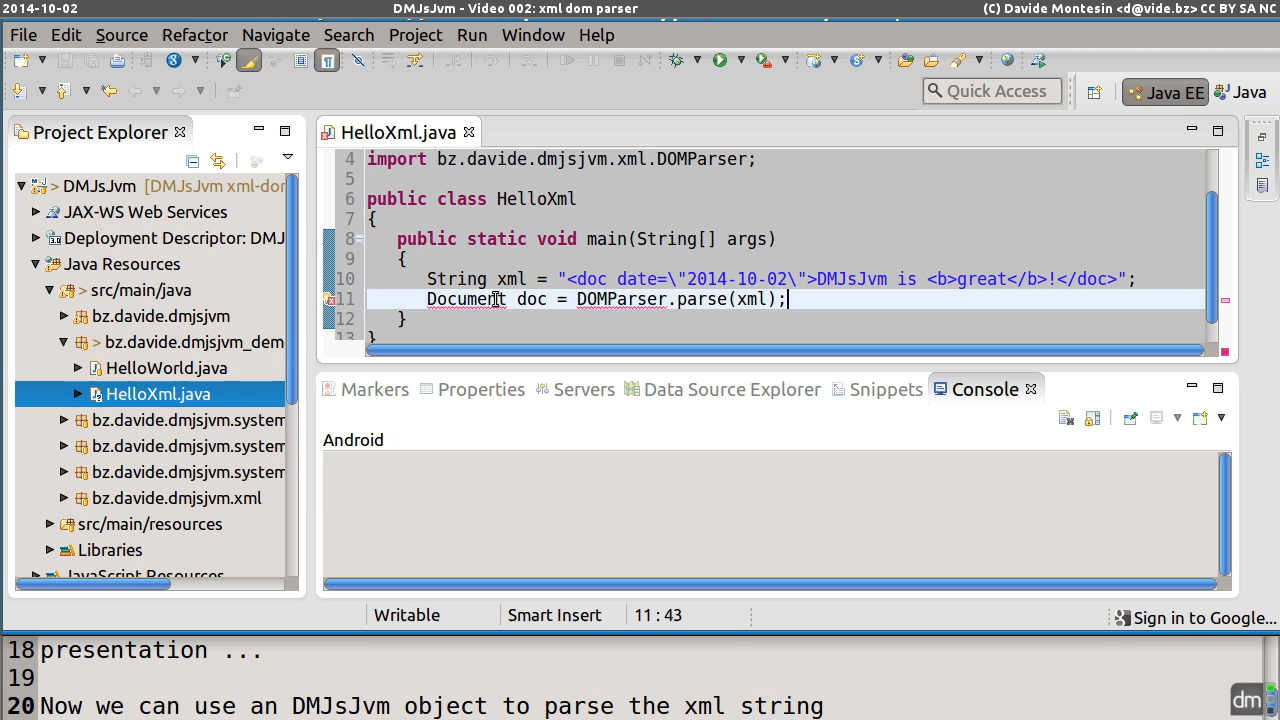 2014-10-02 DMJsJvm - Video 002: xml dom parser (C) Davide Montesin <d@vide.bz> CC BY SA NC
File Edit Source Refactor Navigate Search Project Run Window Help
Quick Access Java EE Java
Project Explorer
DMJsJvm [DMJsJvm xml-dor
JAX-WS Web Services
Deployment Descriptor: DMJ
Java Resources
> src/main/java
bz.davide.dmjsjvm
> bz.davide.dmjsjvm_dem
HelloWorld.java
HelloXml.java
bz.davide.dmjsjvm.system
bz.davide.dmjsjvm.system
bz.davide.dmjsjvm.system
bz.davide.dmjsjvm.xml
src/main/resources
Libraries
JavaScript Resources
HelloXml.java
4 import bz.davide.dmjsjvm.xml.DOMParser;
5
6 public class HelloXml
7 {
8 public static void main(String[] args)
9 {
10 String xml = "<doc date=\"2014-10-02\">DMJsJvm is <b>great</b>!</doc>";
11 Document doc = DOMParser.parse(xml);
12 }
13 }
Markers Properties Servers Data Source Explorer Snippets Console
Android
Writable Smart Insert 11 : 43 Sign in to Google...
18 presentation ...
19
20 Now we can use an DMJsJvm object to parse the xml string
dm